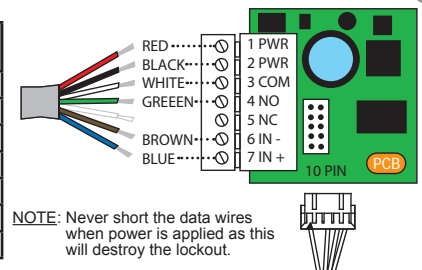 RED 1 PWR
BLACK 2 PWR
WHITE 3 COM
GREEEN 4 NO
5 NC
BROWN 6 IN -
BLUE 7 IN +
10 PIN
PCB
NOTE: Never short the data wires
when power is applied as this
will destroy the lockout.